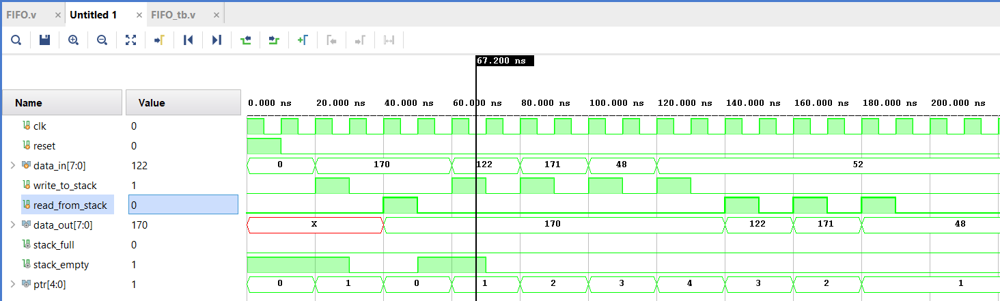 FIFO.v × Untitled 1 × FIFO_tb.v ×
67.200 ns
Name Value 0.000 ns 20.000 ns 40.000 ns 60.000 ns 80.000 ns 100.000 ns 120.000 ns 140.000 ns 160.000 ns 180.000 ns 200.000 ns
clk 0
reset 0
data_in[7:0] 122 0 170 122 171 48 52
write_to_stack 1
read_from_stack 0
data_out[7:0] 170 X 170 122 171 48
stack_full 0
stack_empty 1
ptr[4:0] 1 0 1 0 1 2 3 4 3 2 1